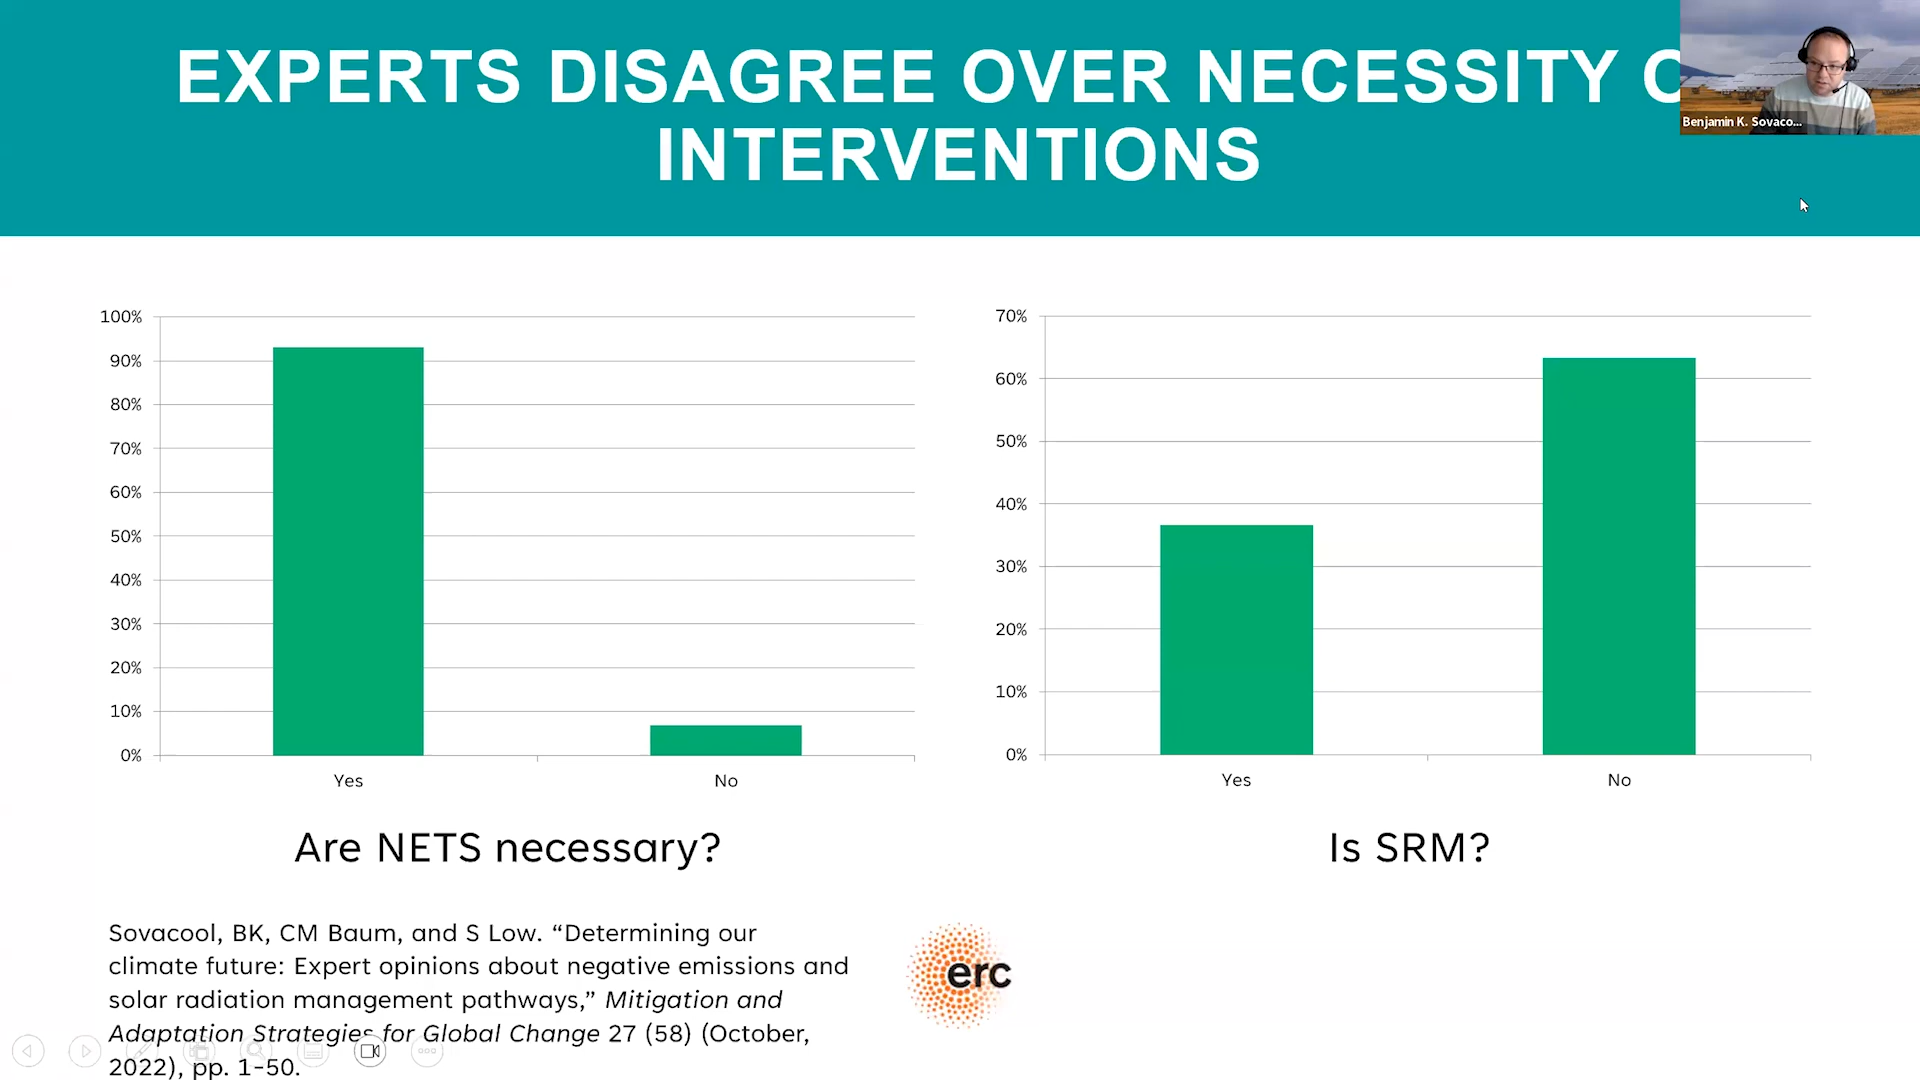 EXPERTS DISAGREE OVER NECESSITY
INTERVENTIONS
Benjamin K. Sovaco...
100%
90%
80%
70%
60%
50%
40%
30%
20%
10%
0%
Yes
No
Are NETS necessary?
70%
60%
50%
40%
30%
20%
10%
0%
Yes
No
Is SRM?
Sovacool, BK, CM Baum, and S Low. “Determining our
climate future: Expert opinions about negative emissions and
solar radiation management pathways,” Mitigation and
Adaptation Strategies for Global Change 27 (58) (October,
2022), pp. 1-50.
erc